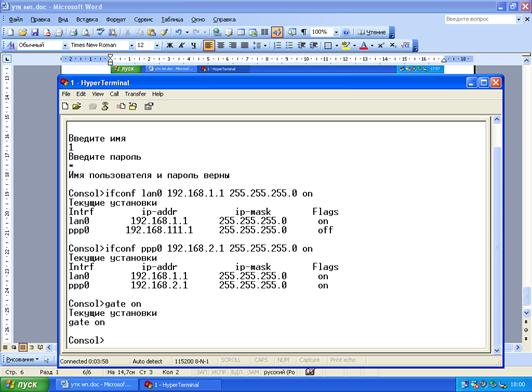 утк мп.doc - Microsoft Word
Файл Правка Вид Вставка Формат Сервис Таблица Окно Справка
Введите вопрос
100% Чтение
Обычный Times New Roman 12 Ж К Ч
1 - HyperTerminal
File Edit View Call Transfer Help
Введите имя
1
Введите пароль
*
Имя пользователя и пароль верны
Consol>ifconf lan0 192.168.1.1 255.255.255.0 on
Текущие установки
Intrf ip-addr ip-mask Flags
lan0 192.168.1.1 255.255.255.0 on
ppp0 192.168.111.1 255.255.255.0 off
Consol>ifconf ppp0 192.168.2.1 255.255.255.0 on
Текущие установки
Intrf ip-addr ip-mask Flags
lan0 192.168.1.1 255.255.255.0 on
ppp0 192.168.2.1 255.255.255.0 on
Consol>gate on
Текущие установки
gate on
Consol>
Connected 0:03:58 Auto detect 115200 8-N-1 SCROLL CAPS NUM Capture Print echo
Рисование
Стр. 6 Разд 1 6/6 На 14,7см Ст 3 Кол 2 ЗАП ИСПР ВДЛ ЗАМ русский (Ро
пуск утк мп.doc - Microsoft ... 1 - HyperTerminal 18:00